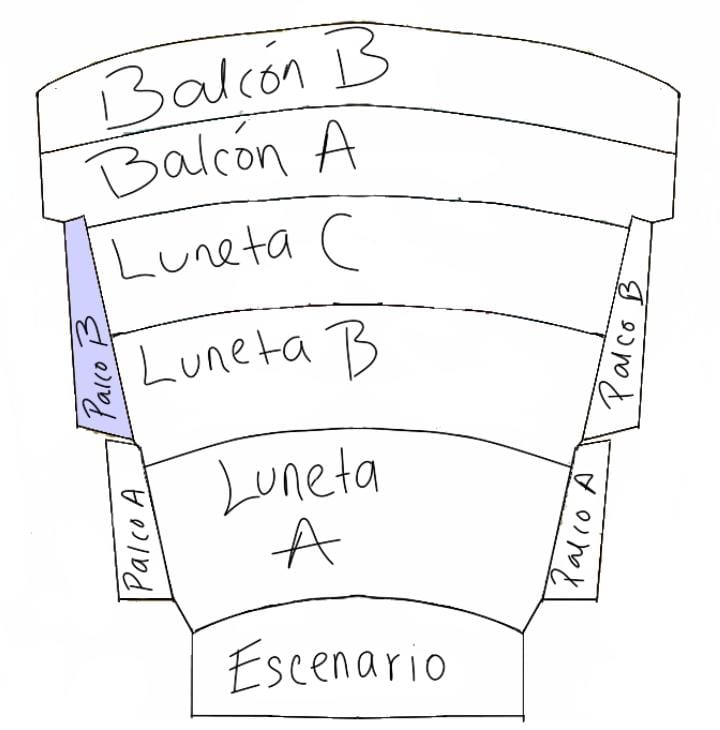 Balcón B
Balcón A
Luneta C
Palco B
Palco B
Luneta B
Luneta
A
Palco A
Palco A
Escenario